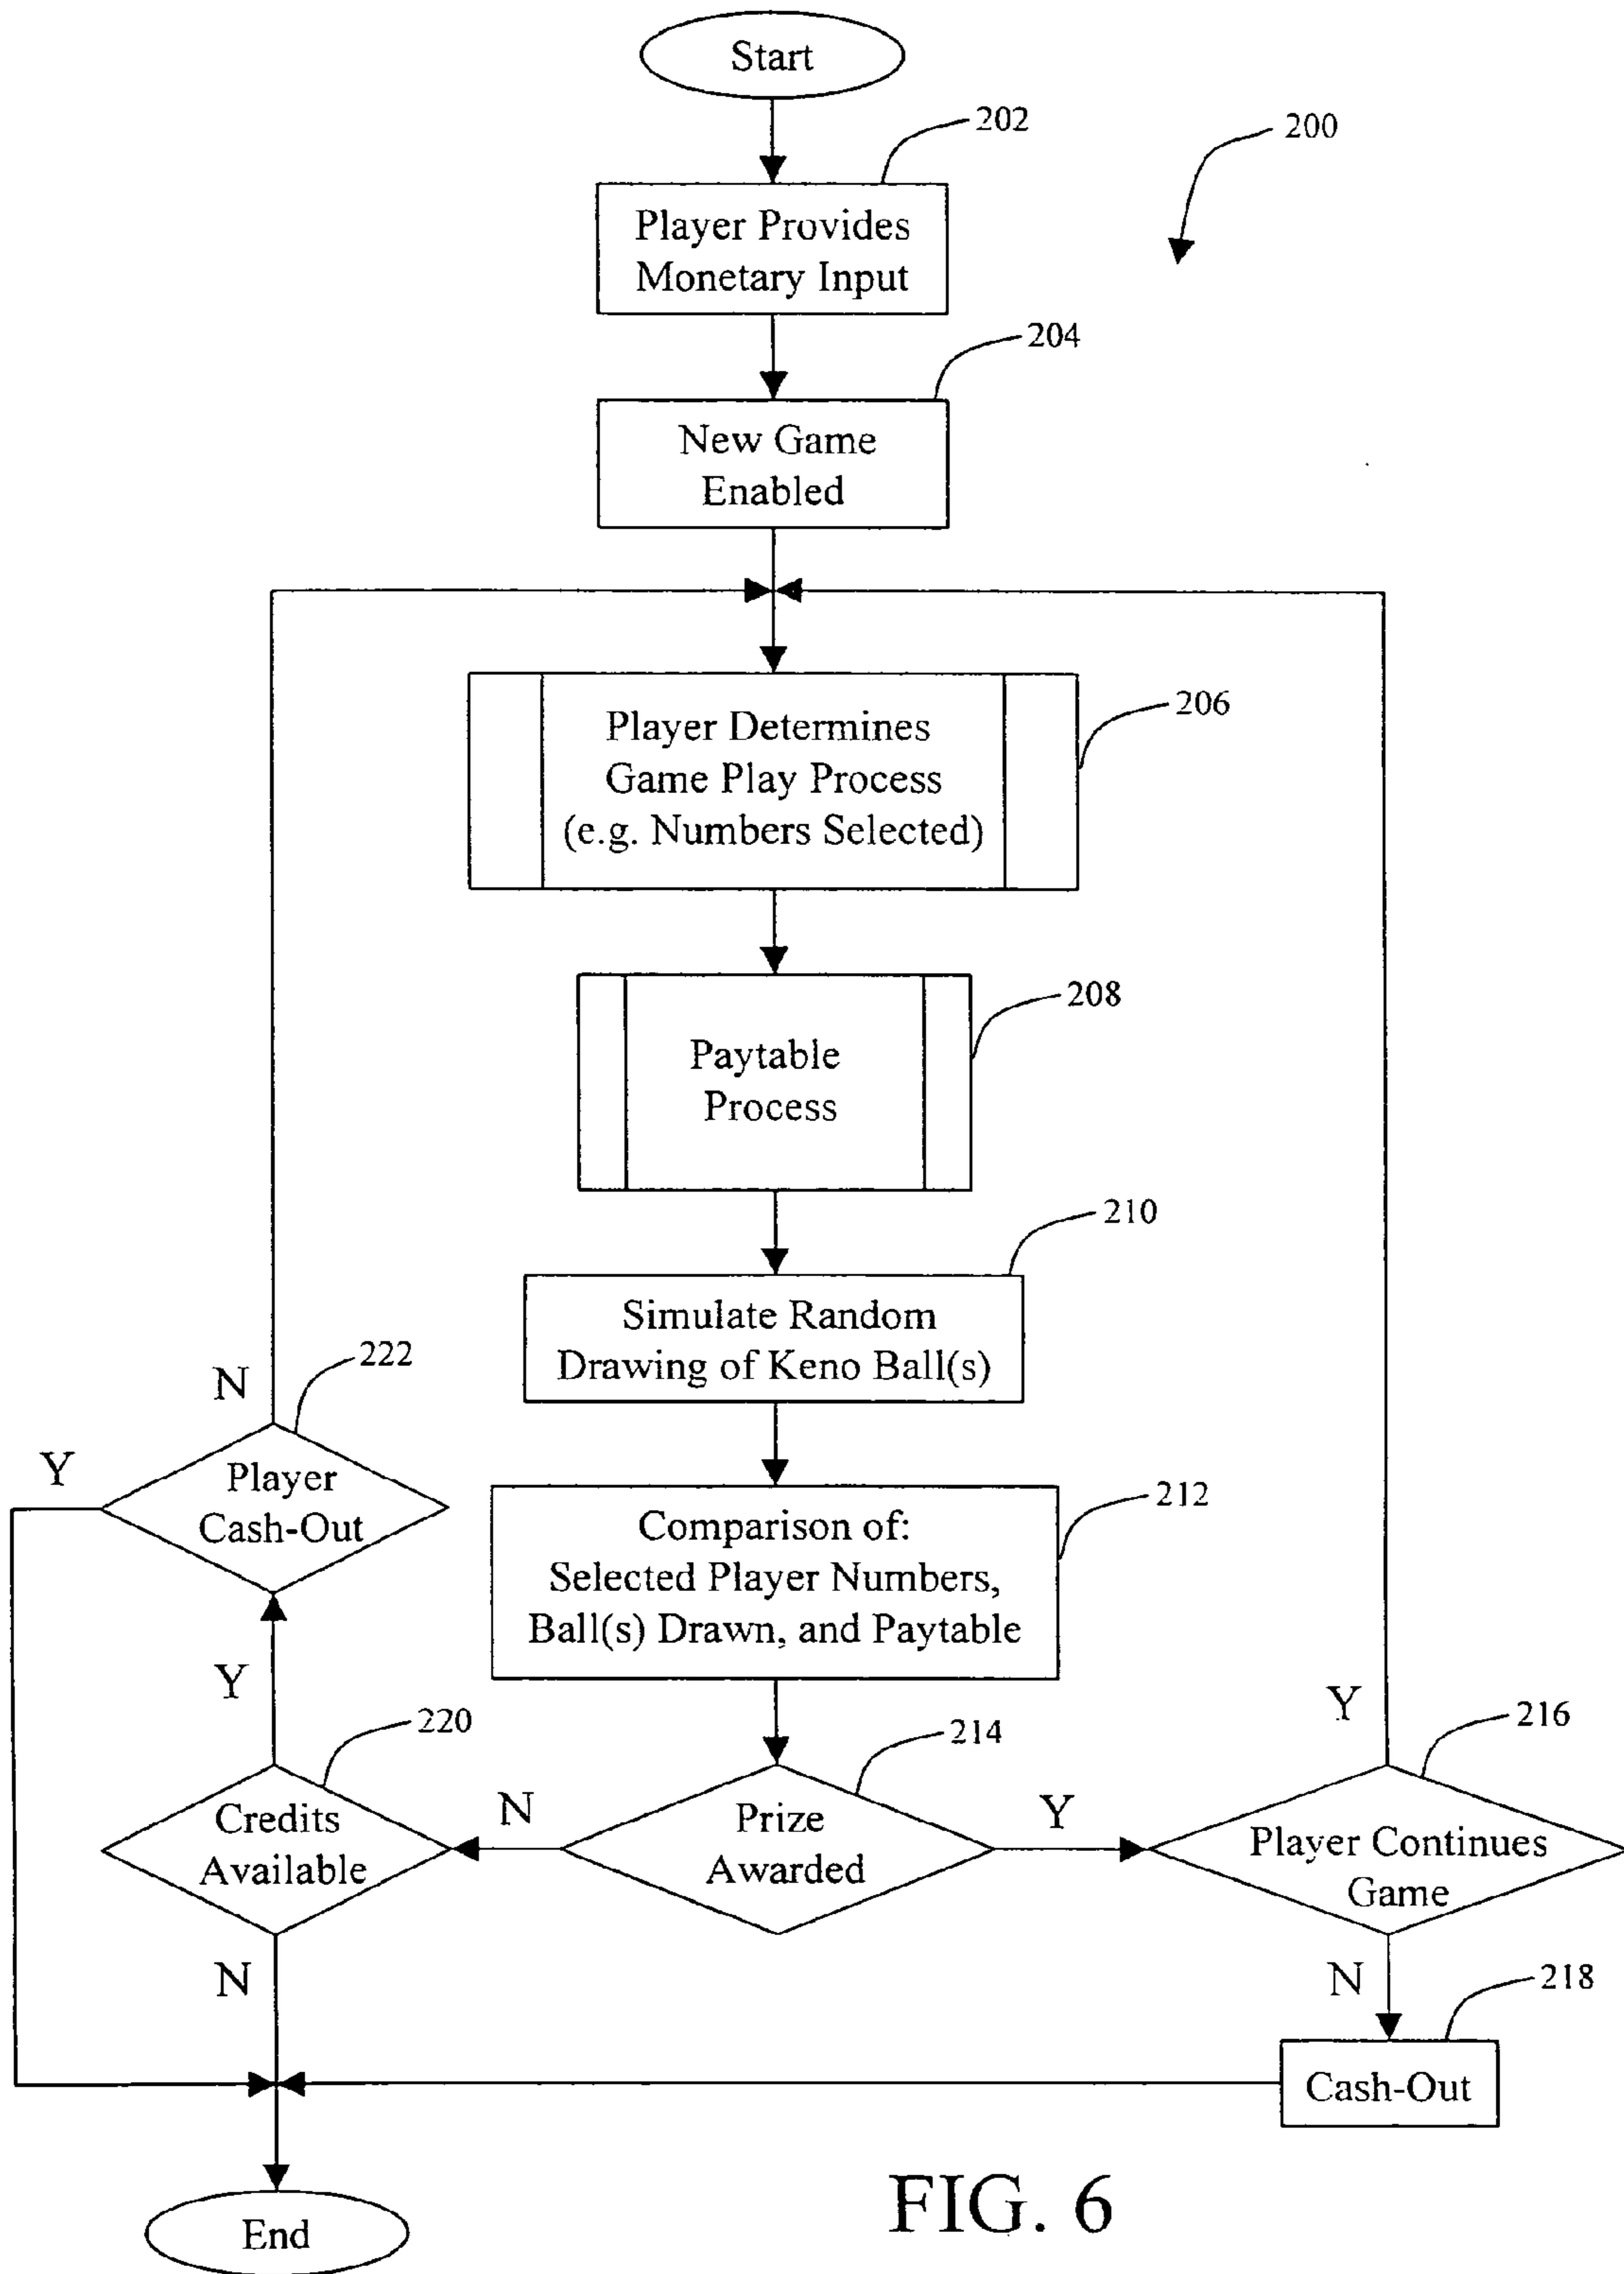 Start
202
200
Player Provides
Monetary Input
204
New Game
Enabled
206
Player Determines
Game Play Process
(e.g. Numbers Selected)
208
Paytable
Process
210
Simulate Random
Drawing of Keno Ball(s)
222
N
Y
Player
Cash-Out
212
Comparison of:
Selected Player Numbers,
Ball(s) Drawn, and Paytable
Y
220
214
Y
216
Credits
Available
N
Prize
Awarded
Y
Player Continues
Game
N
N
218
Cash-Out
End
FIG. 6